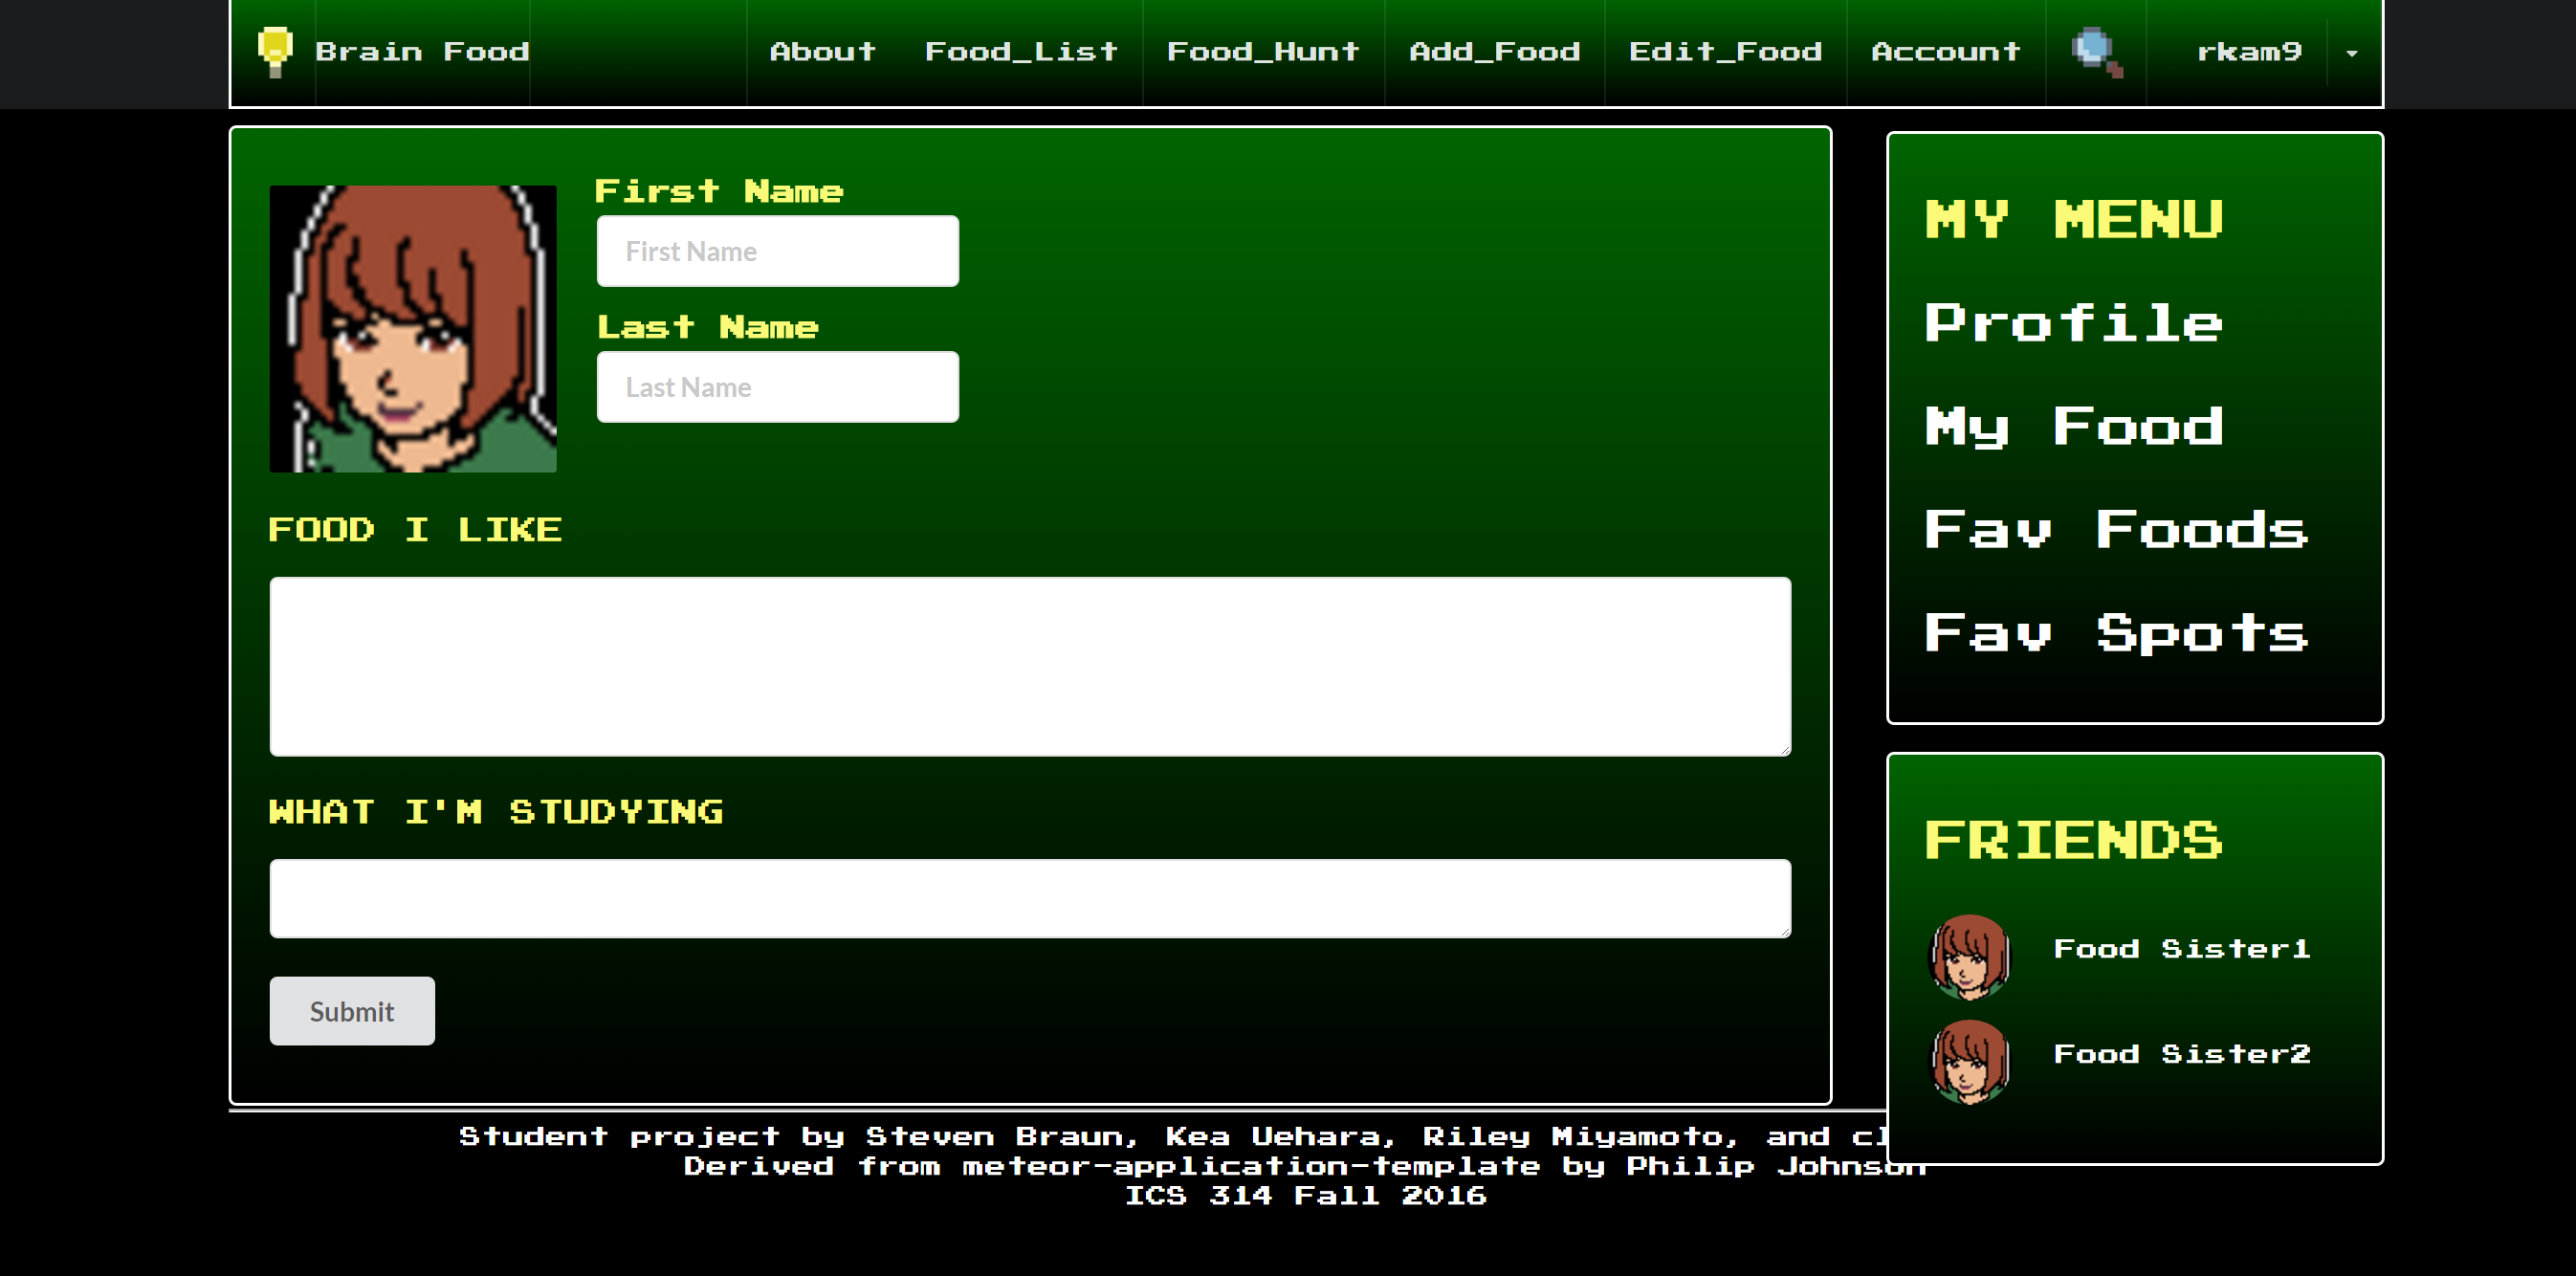 Brain Food
About
Food_List
Food_Hunt
Add_Food
Edit_Food
Account
rkam9
First Name
First Name
Last Name
Last Name
FOOD I LIKE
WHAT I'M STUDYING
Submit
MY MENU
Profile
My Food
Fav Foods
Fav Spots
FRIENDS
Food Sister1
Food Sister2
Student project by Steven Braun, Kea Uehara, Riley Miyamoto, and
Derived from meteor-application-template by Philip Johnson
ICS 314 Fall 2016